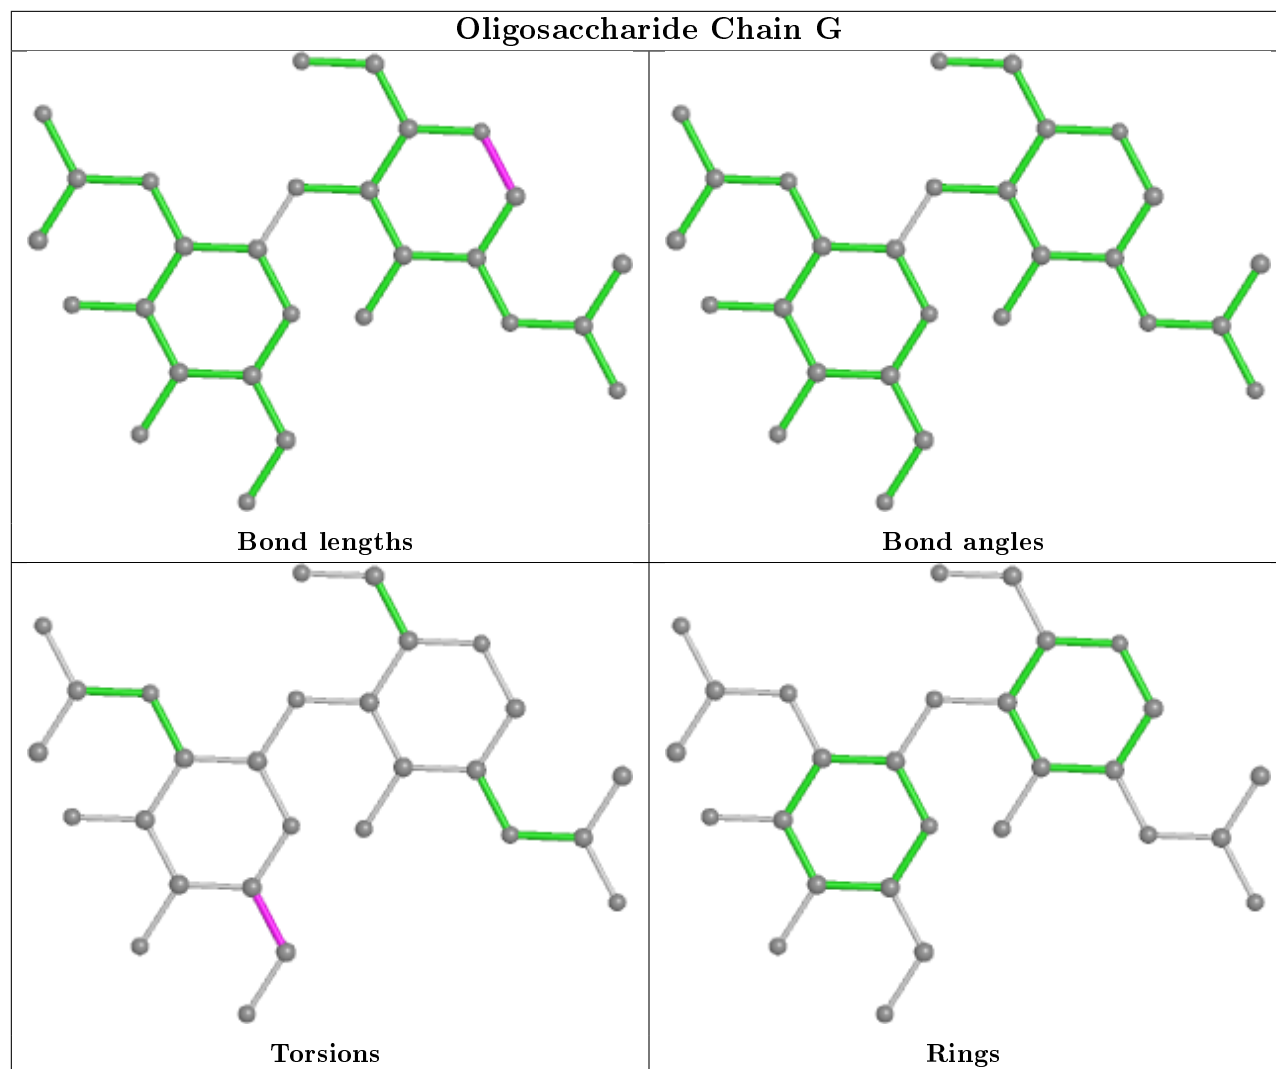 Oligosaccharide Chain G
Bond lengths
Bond angles
Torsions
Rings